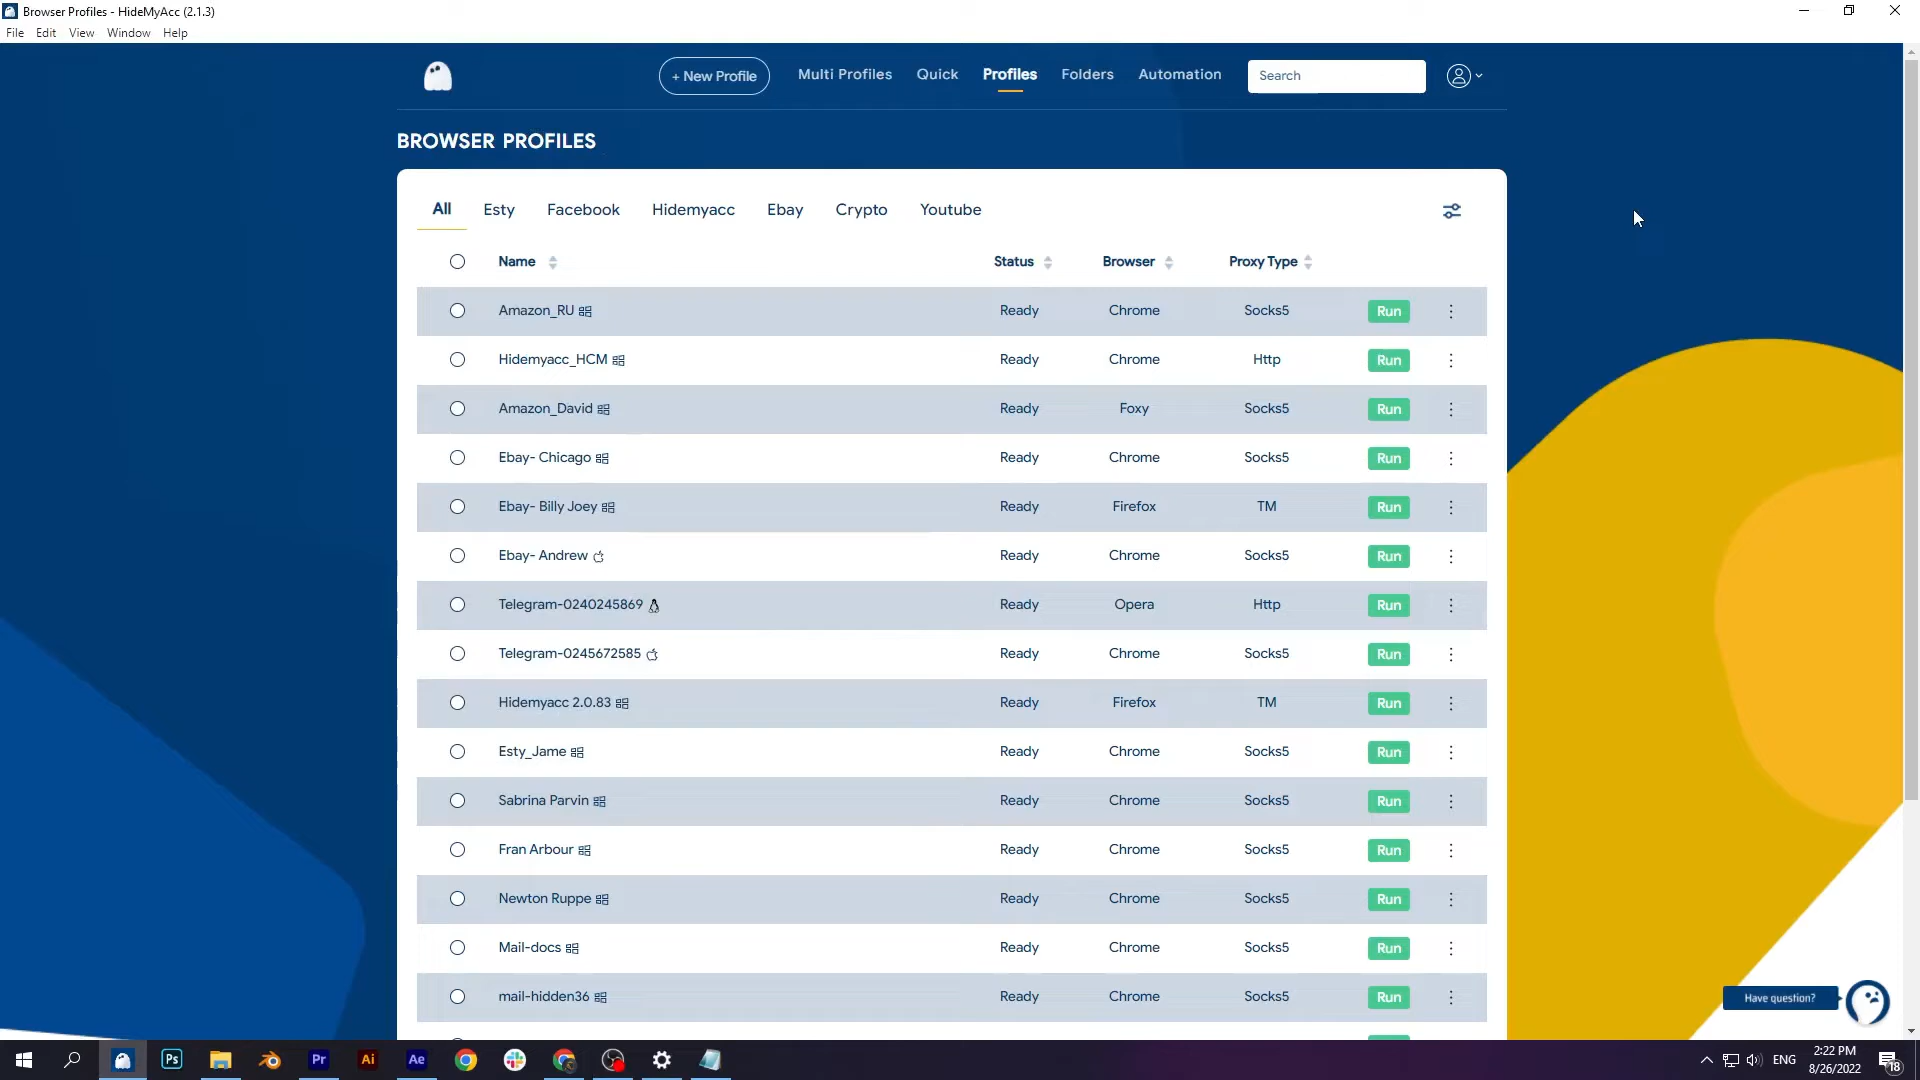 Browser Profiles - HideMyAcc (2.1.3)
File Edit View Window Help
+ New Profile Multi Profiles Quick Profiles Folders Automation Search
BROWSER PROFILES
All Esty Facebook Hidemyacc Ebay Crypto Youtube
Name Status Browser Proxy Type
Amazon_RU Ready Chrome Socks5 Run
Hidemyacc_HCM Ready Chrome Http Run
Amazon_David Ready Foxy Socks5 Run
Ebay- Chicago Ready Chrome Socks5 Run
Ebay- Billy Joey Ready Firefox TM Run
Ebay- Andrew Ready Chrome Socks5 Run
Telegram-0240245869 Ready Opera Http Run
Telegram-0245672585 Ready Chrome Socks5 Run
Hidemyacc 2.0.83 Ready Firefox TM Run
Esty_Jame Ready Chrome Socks5 Run
Sabrina Parvin Ready Chrome Socks5 Run
Fran Arbour Ready Chrome Socks5 Run
Newton Ruppe Ready Chrome Socks5 Run
Mail-docs Ready Chrome Socks5 Run
mail-hidden36 Ready Chrome Socks5 Run
Have question?
Ps Pr Ai Ae ENG 2:22 PM
8/26/2022 18